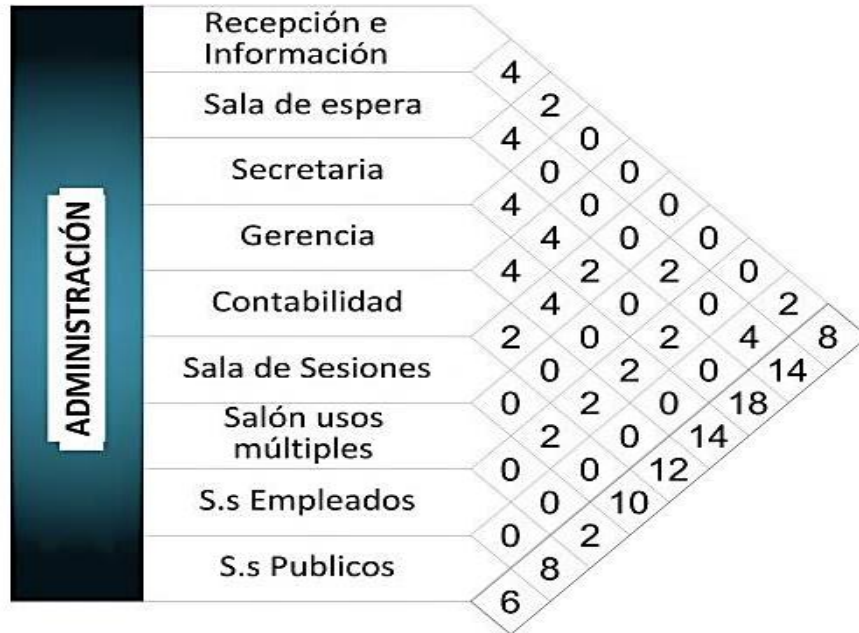 ADMINISTRACIÓN
Recepción e
Información
4
Sala de espera 2
4 0
Secretaria 0 0
4 0 0
Gerencia 4 0 0
4 2 2 0
Contabilidad 4 0 0 2
2 0 2 4 8
Sala de Sesiones 0 2 0 14
0 2 0 18
Salón usos
múltiples 2 0 14
0 0 12
S.s Empleados 0 10
0 2
S.s Publicos 8
6